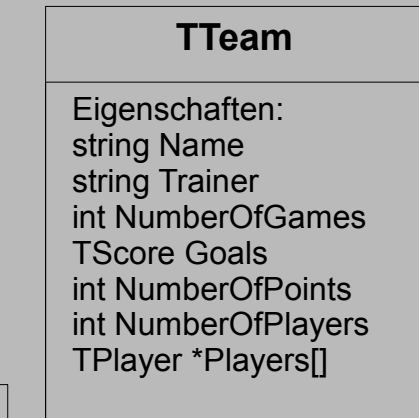 TTeam
Eigenschaften:
string Name
string Trainer
int NumberOfGames
TScore Goals
int NumberOfPoints
int NumberOfPlayers
TPlayer *Players[]